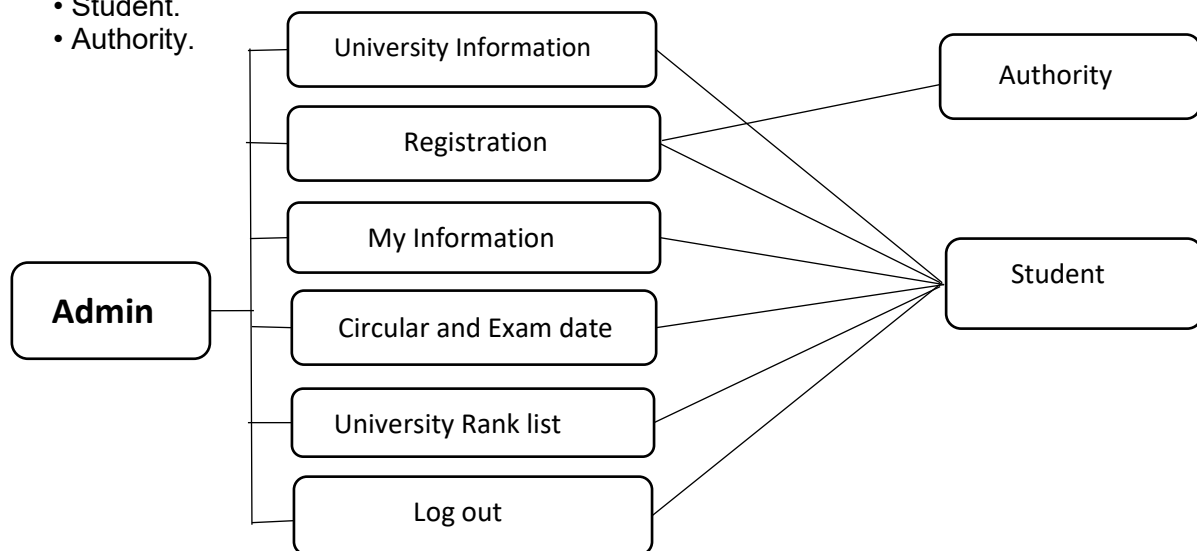 • Student.
• Authority.
University Information
Authority
Registration
My Information
Student
Admin
Circular and Exam date
University Rank list
Log out